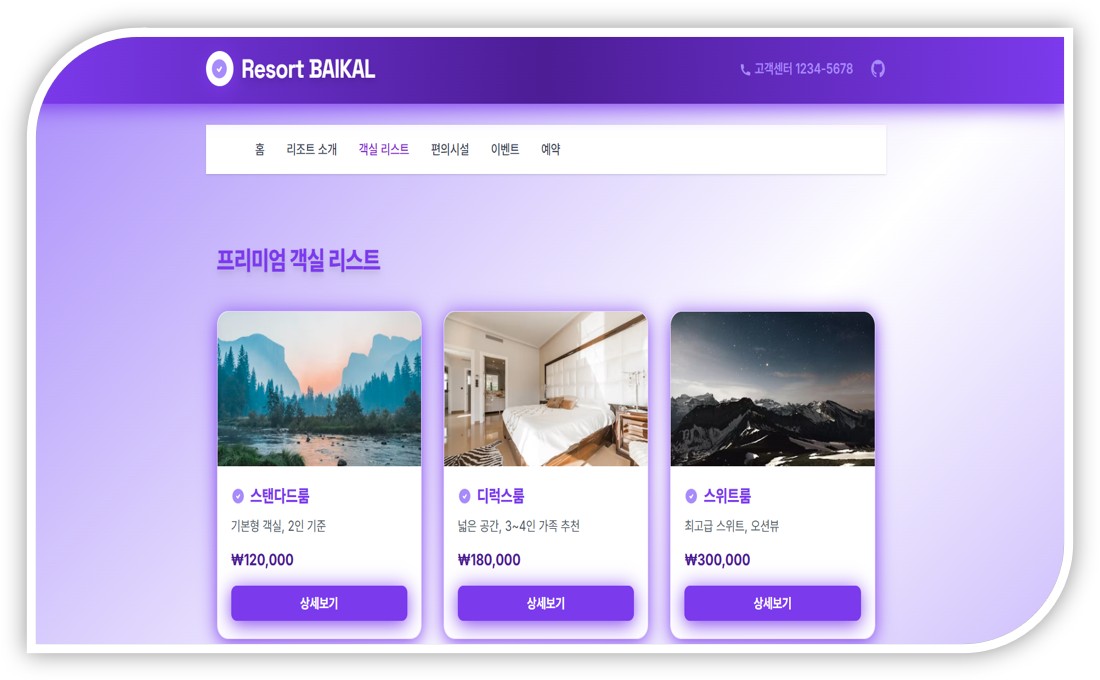 Resort BAIKAL
고객센터 1234-5678
홈 리조트 소개 객실 리스트 편의시설 이벤트 예약
프리미엄 객실 리스트
스탠다드룸
기본형 객실, 2인 기준
₩120,000
상세보기
디럭스룸
넓은 공간, 3~4인 가족 추천
₩180,000
상세보기
스위트룸
최고급 스위트, 오션뷰
₩300,000
상세보기